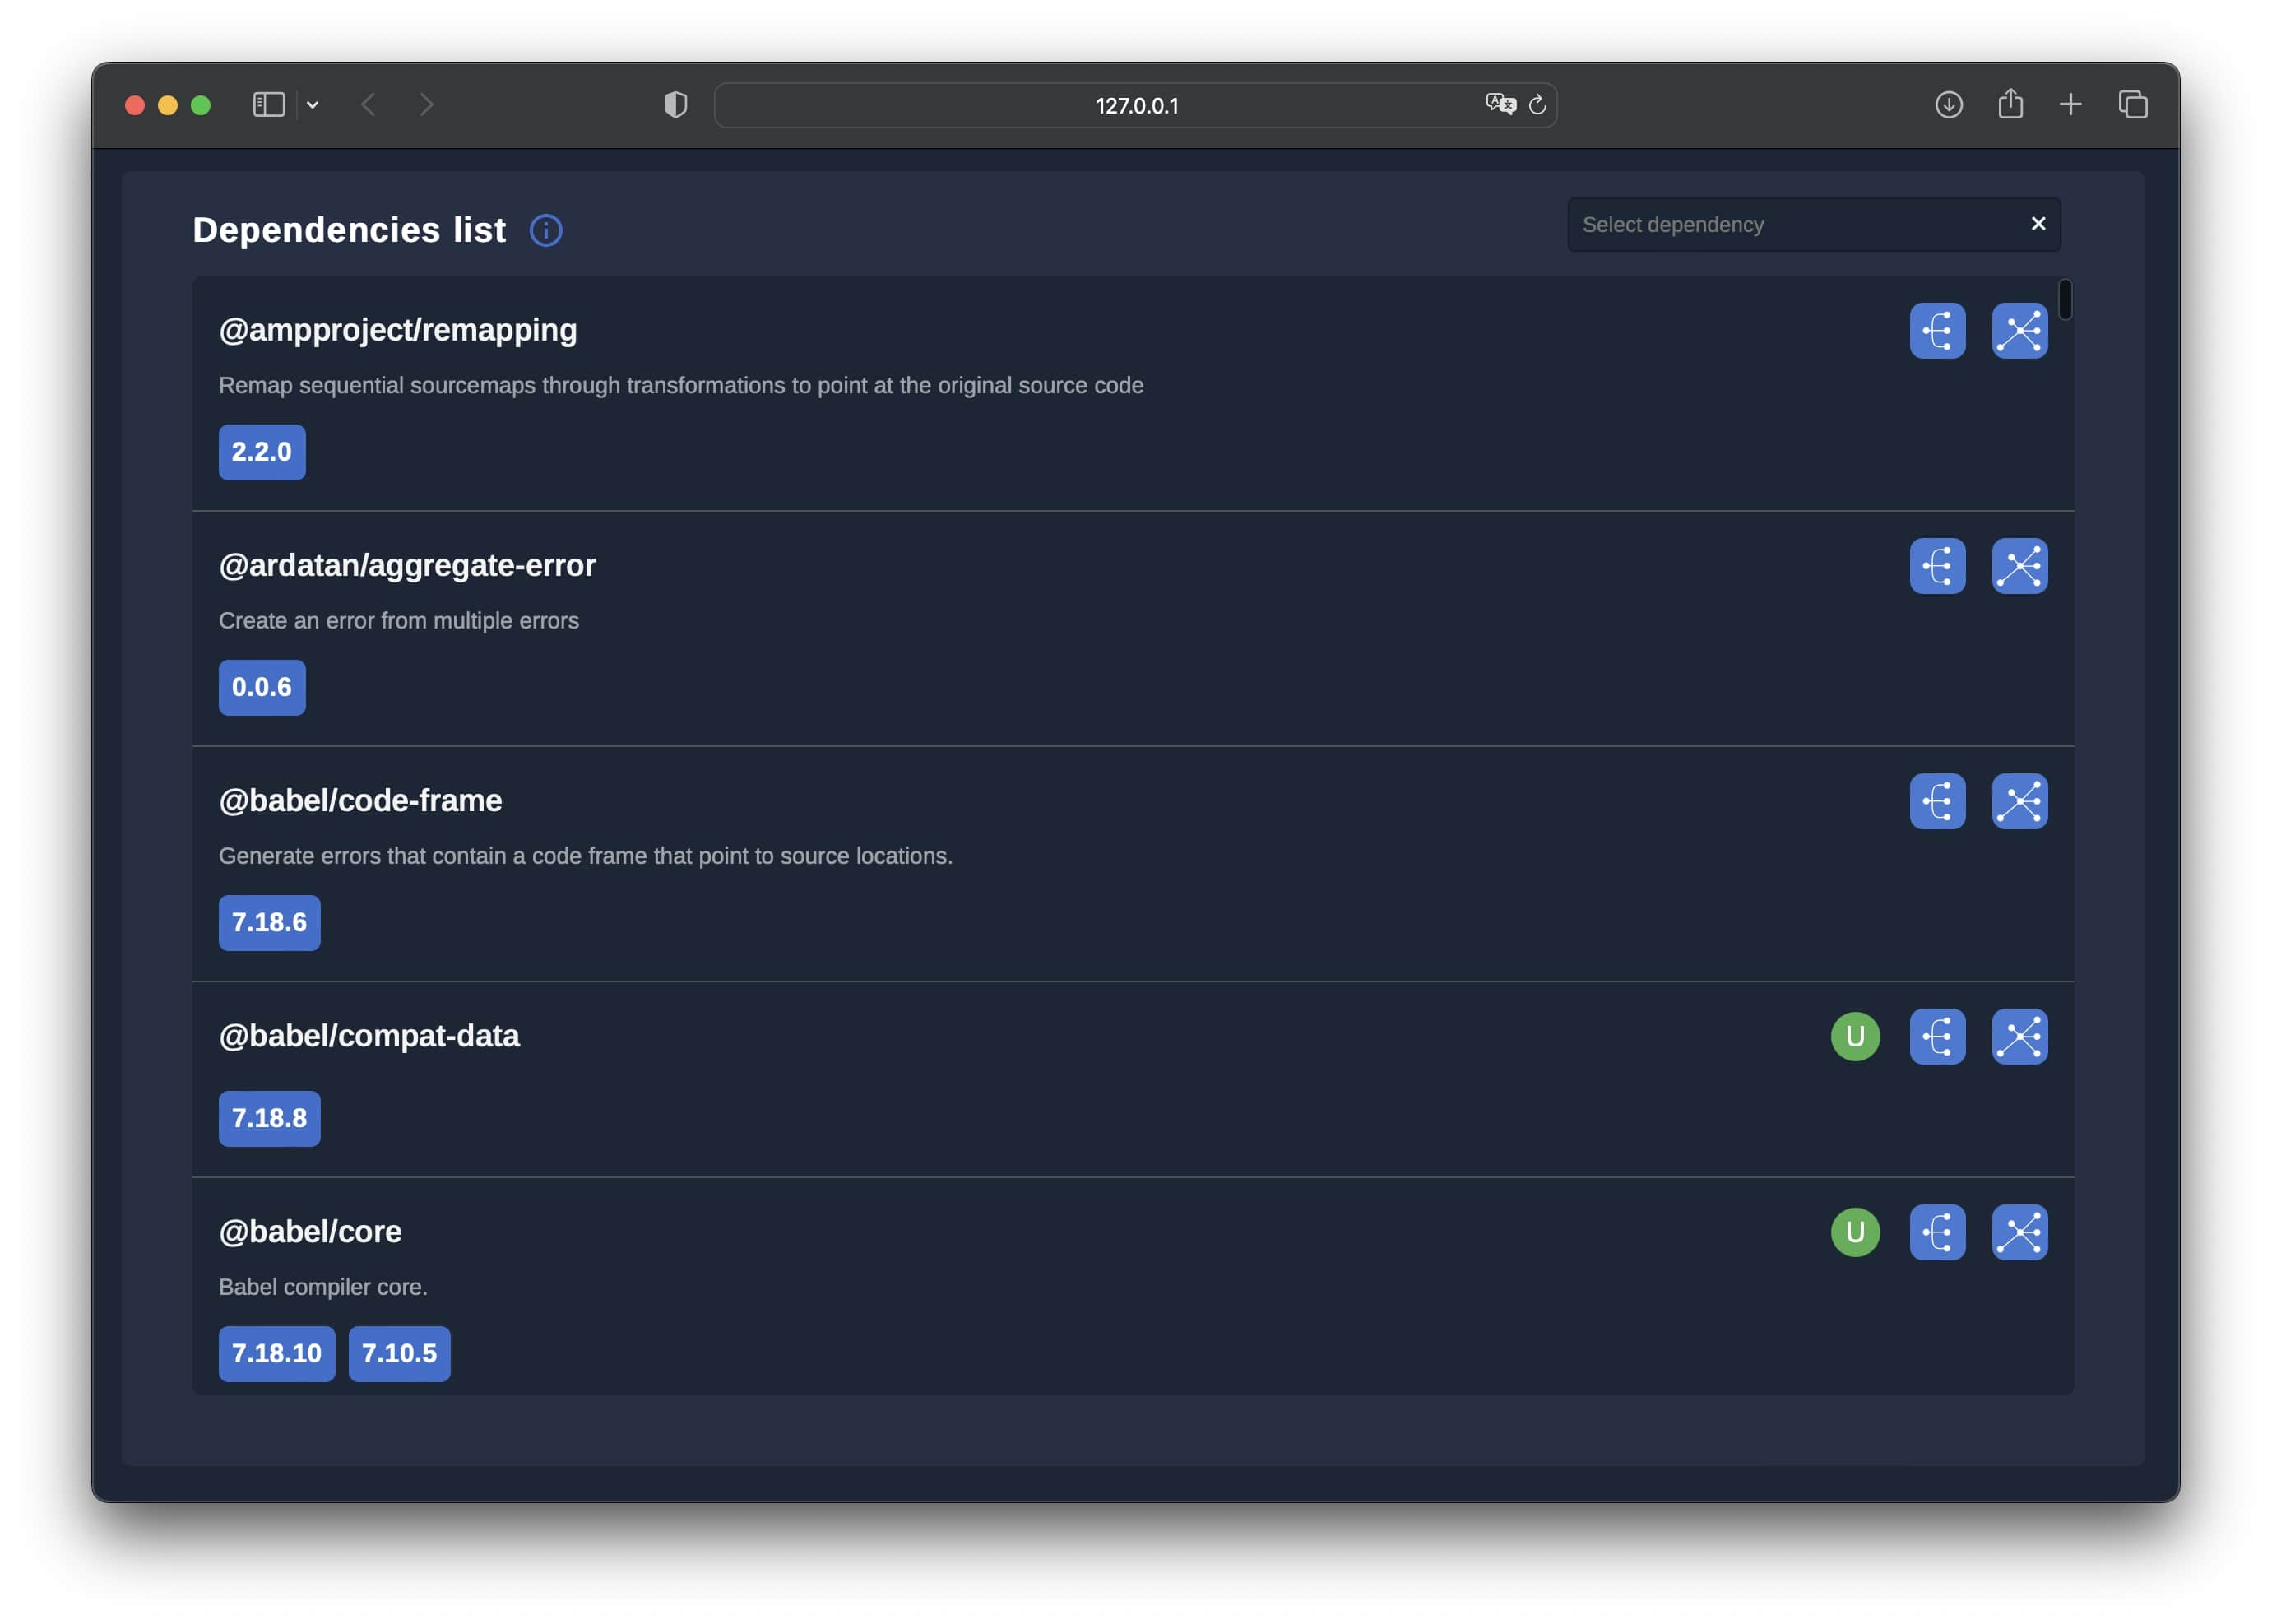 127.0.0.1
Dependencies list
Select dependency
@ampproject/remapping
Remap sequential sourcemaps through transformations to point at the original source code
2.2.0
@ardatan/aggregate-error
Create an error from multiple errors
0.0.6
@babel/code-frame
Generate errors that contain a code frame that point to source locations.
7.18.6
@babel/compat-data
U
7.18.8
@babel/core
U
Babel compiler core.
7.18.10 7.10.5